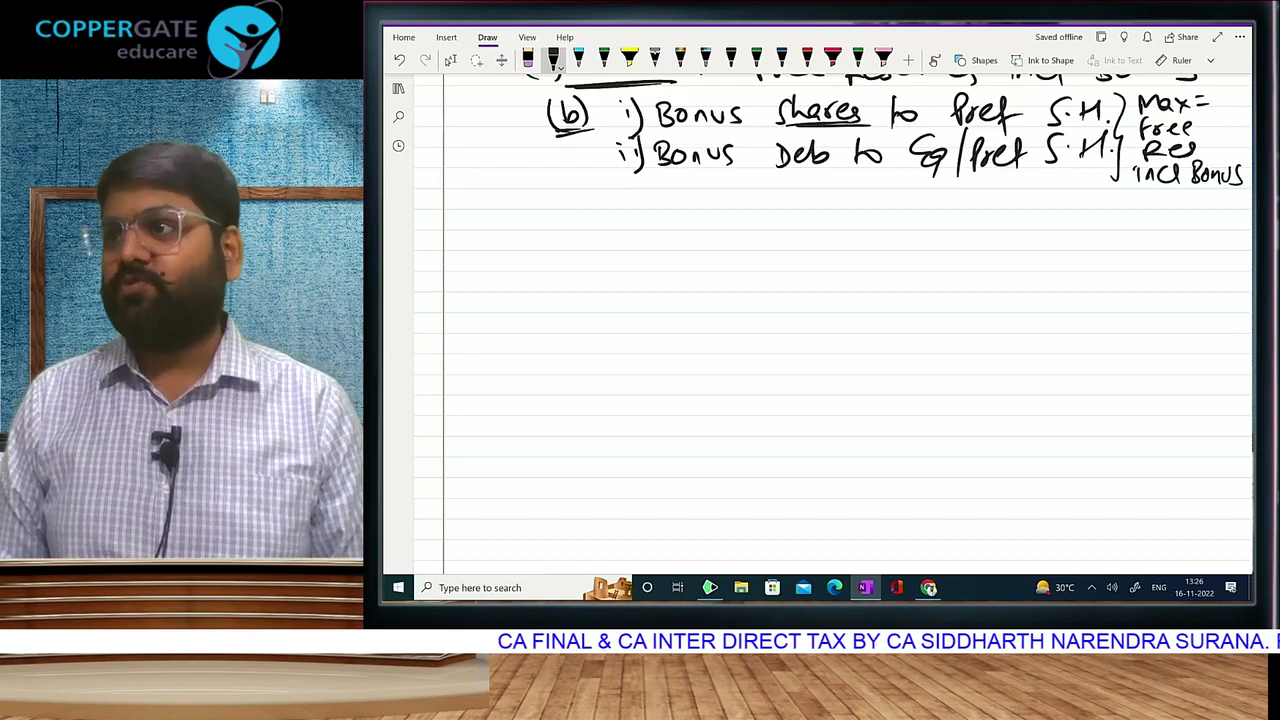 COPPERGATE
educare
Home Insert Draw View Help
Saved offline
Share
Shapes
Ink to Shape
Ink to Text
Ruler
(b) i) Bonus shares to Pref S.H.
ii) Bonus Deb to Eq/Pref S.H.
Max =
Free
Res
incl Bonus
Type here to search
30°C
ENG
13:26
16-11-2022
CA FINAL & CA INTER DIRECT TAX BY CA SIDDHARTH NARENDRA SURANA.